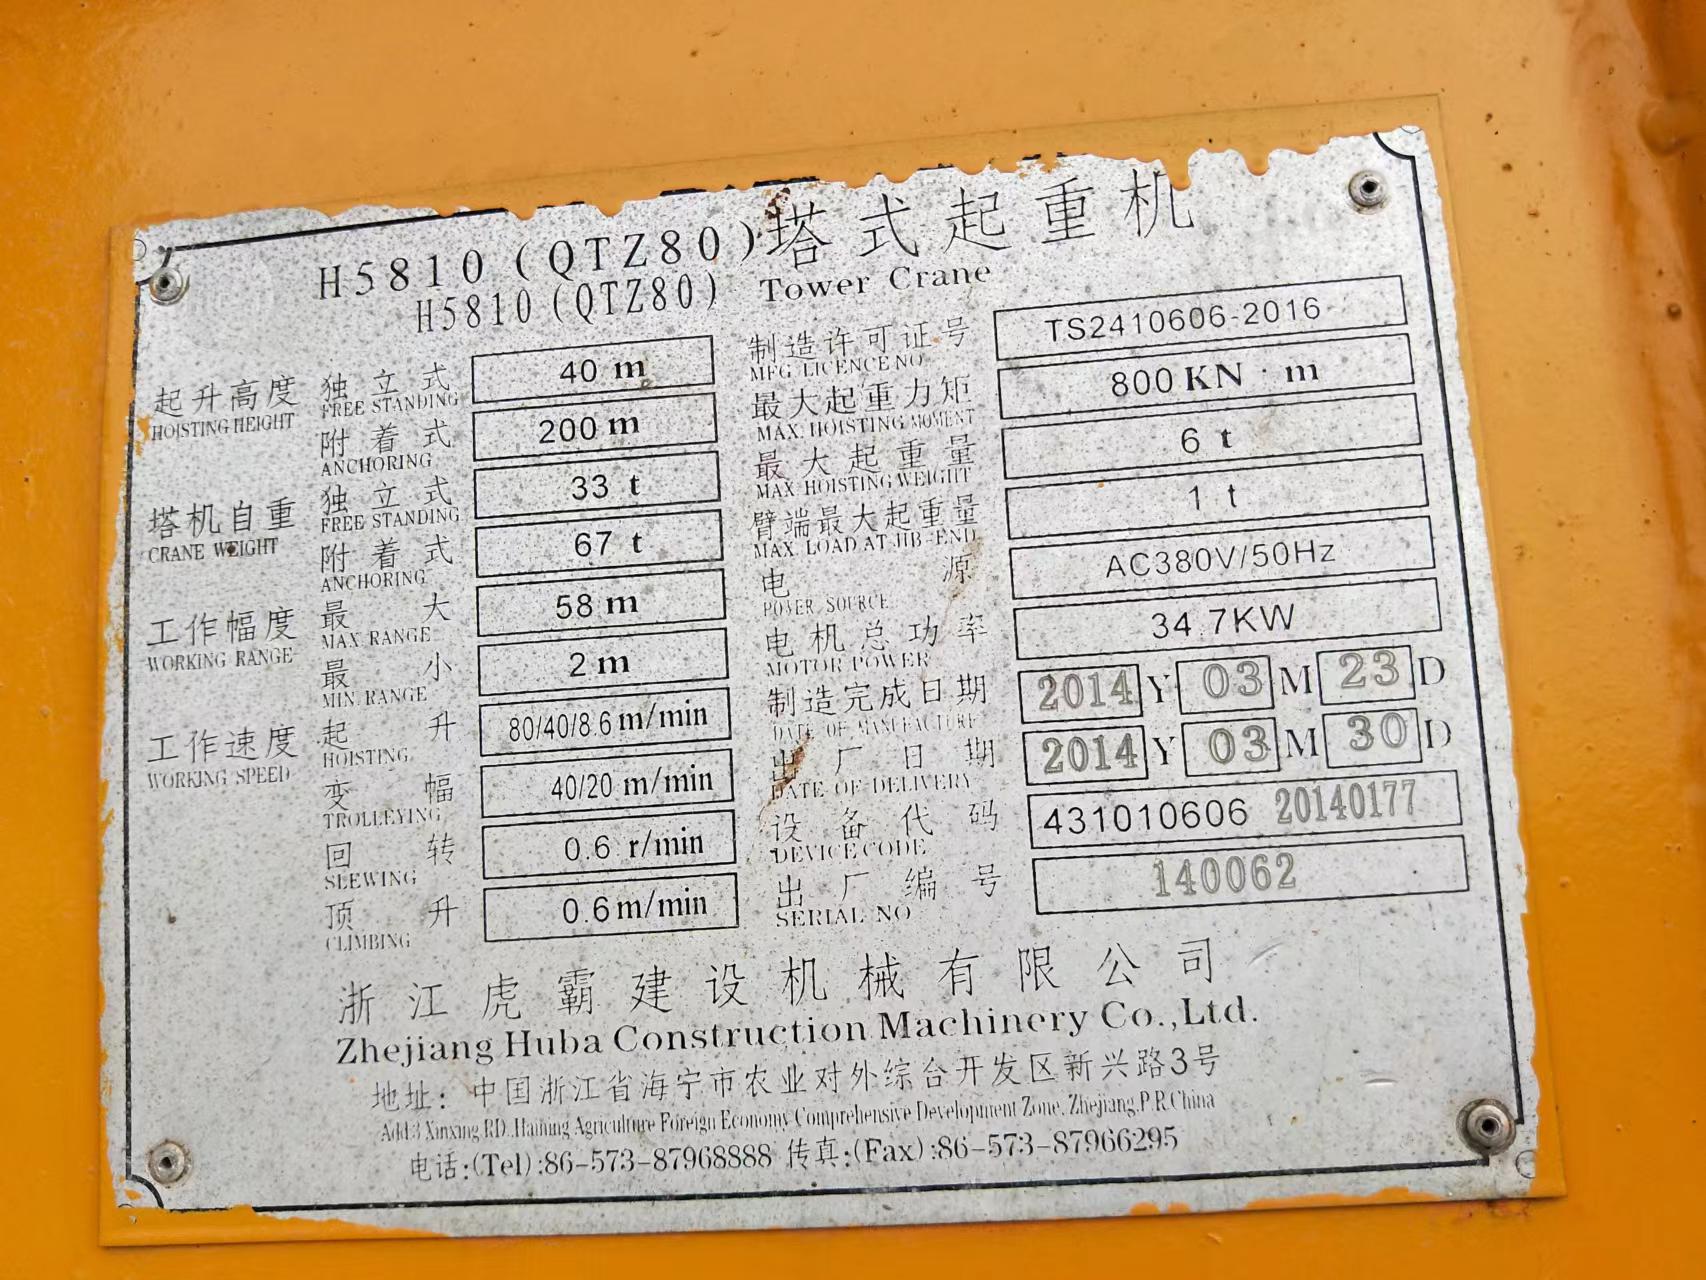 H5810(QTZ80)塔式起重机
H5810(QTZ80) Tower Crane
起升高度 独立式 40 m
HOISTING HEIGHT FREE STANDING
附着式 200 m
ANCHORING
塔机自重 独立式 33 t
CRANE WEIGHT FREE STANDING
附着式 67 t
ANCHORING
工作幅度 最大 58 m
WORKING RANGE MAX. RANGE
最小 2 m
MIN. RANGE
工作速度 起升 80/40/8.6 m/min
WORKING SPEED HOISTING
变幅 40/20 m/min
TROLLEYING
回转 0.6 r/min
SLEWING
顶升 0.6 m/min
CLIMBING
制造许可证号 TS2410606-2016
MFG. LICENCE NO
最大起重力矩 800 KN·m
MAX. HOISTING MOMENT
最大起重量 6 t
MAX HOISTING WEIGHT
臂端最大起重量 1 t
MAX. LOAD AT JIB-END
电源 AC380V/50Hz
POWER SOURCE
电机总功率 34.7KW
MOTOR POWER
制造完成日期 2014 Y 03 M 23 D
DATE OF MANUFACTURE
出厂日期 2014 Y 03 M 30 D
DATE OF DELIVERY
设备代码 431010606 20140177
DEVICE CODE
出厂编号 140062
SERIAL NO
浙江虎霸建设机械有限公司
Zhejiang Huba Construction Machinery Co.,Ltd.
地址：中国浙江省海宁市农业对外综合开发区新兴路3号
Add:3 Xinxing RD.,Haining Agriculture Foreign Economy Comprehensive Development Zone, Zhejiang,P.R.China
电话:(Tel):86-573-87968888 传真:(Fax):86-573-87966295